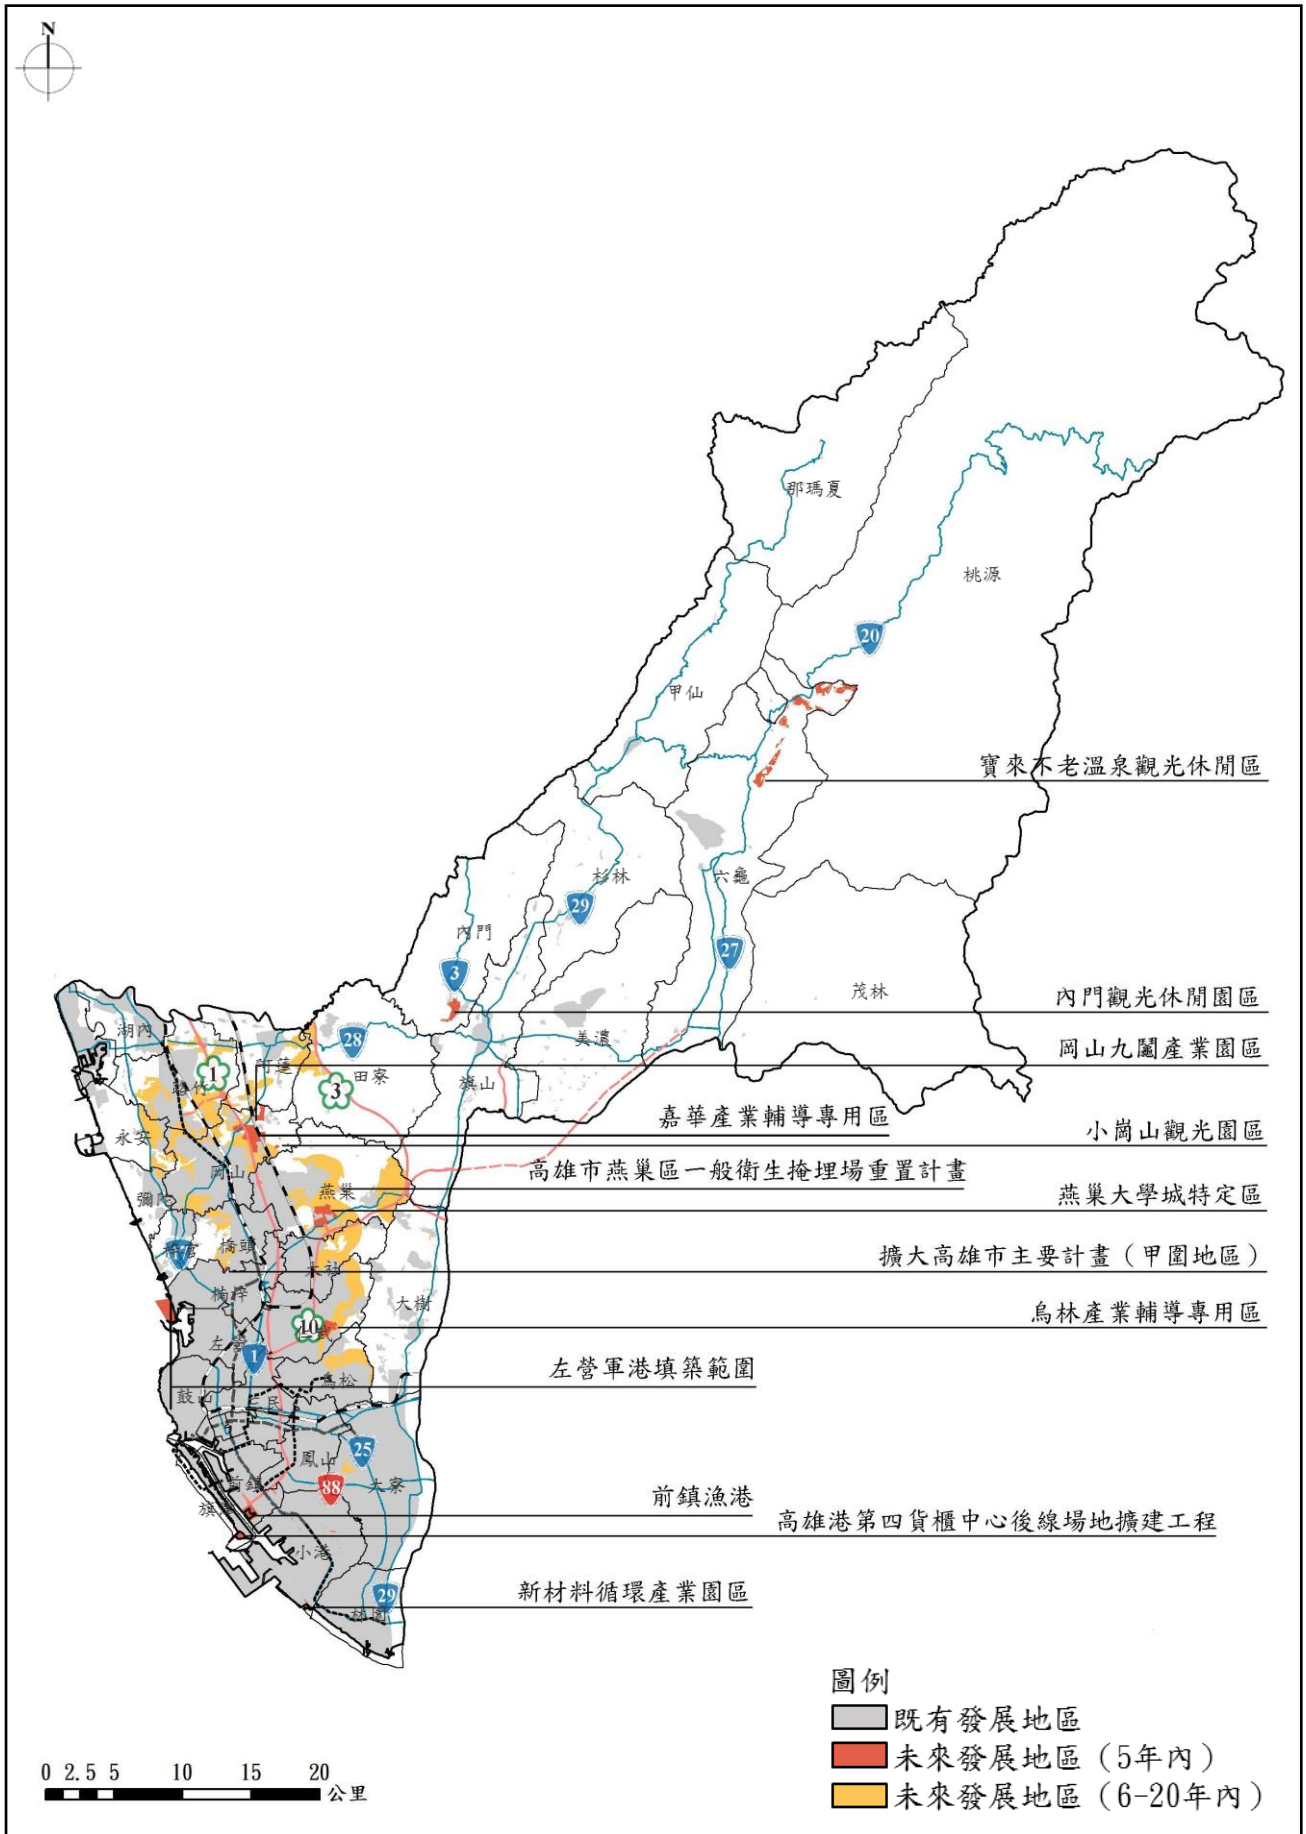 N
那瑪夏
桃源
20
甲仙
寶來不老溫泉觀光休閒區
杉林
六龜
29
內門
27
3
茂林
內門觀光休閒園區
湖內
28
美濃
岡山九鬮產業園區
阿蓮
1
田寮
3
旗山
嘉華產業輔導專用區
永安
小崗山觀光園區
岡山
高雄市燕巢區一般衛生掩埋場重置計畫
燕巢
彌陀
燕巢大學城特定區
橋頭
擴大高雄市主要計畫（甲圍地區）
楠梓
大樹
烏林產業輔導專用區
10
左營
1
左營軍港填築範圍
鳥松
鼓山
三民
25
鳳山
88
大寮
前鎮
前鎮漁港
高雄港第四貨櫃中心後線場地擴建工程
小港
新材料循環產業園區
29
林園
圖例
既有發展地區
未來發展地區（5年內）
未來發展地區（6-20年內）
0 2.5 5 10 15 20
公里